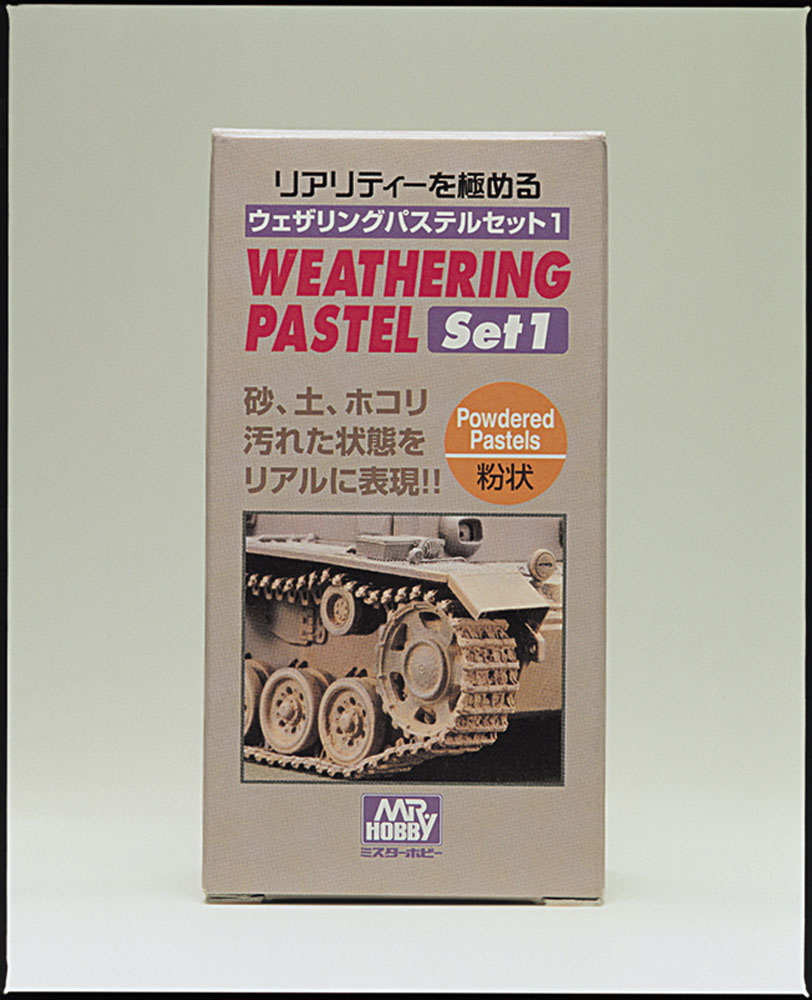 リアリティーを極める
ウェザリングパステルセット1
WEATHERING
PASTEL Set1
砂、土、ホコリ
汚れた状態を
リアルに表現!!
Powdered
Pastels
粉状
MR.
HOBBY
ミスターホビー